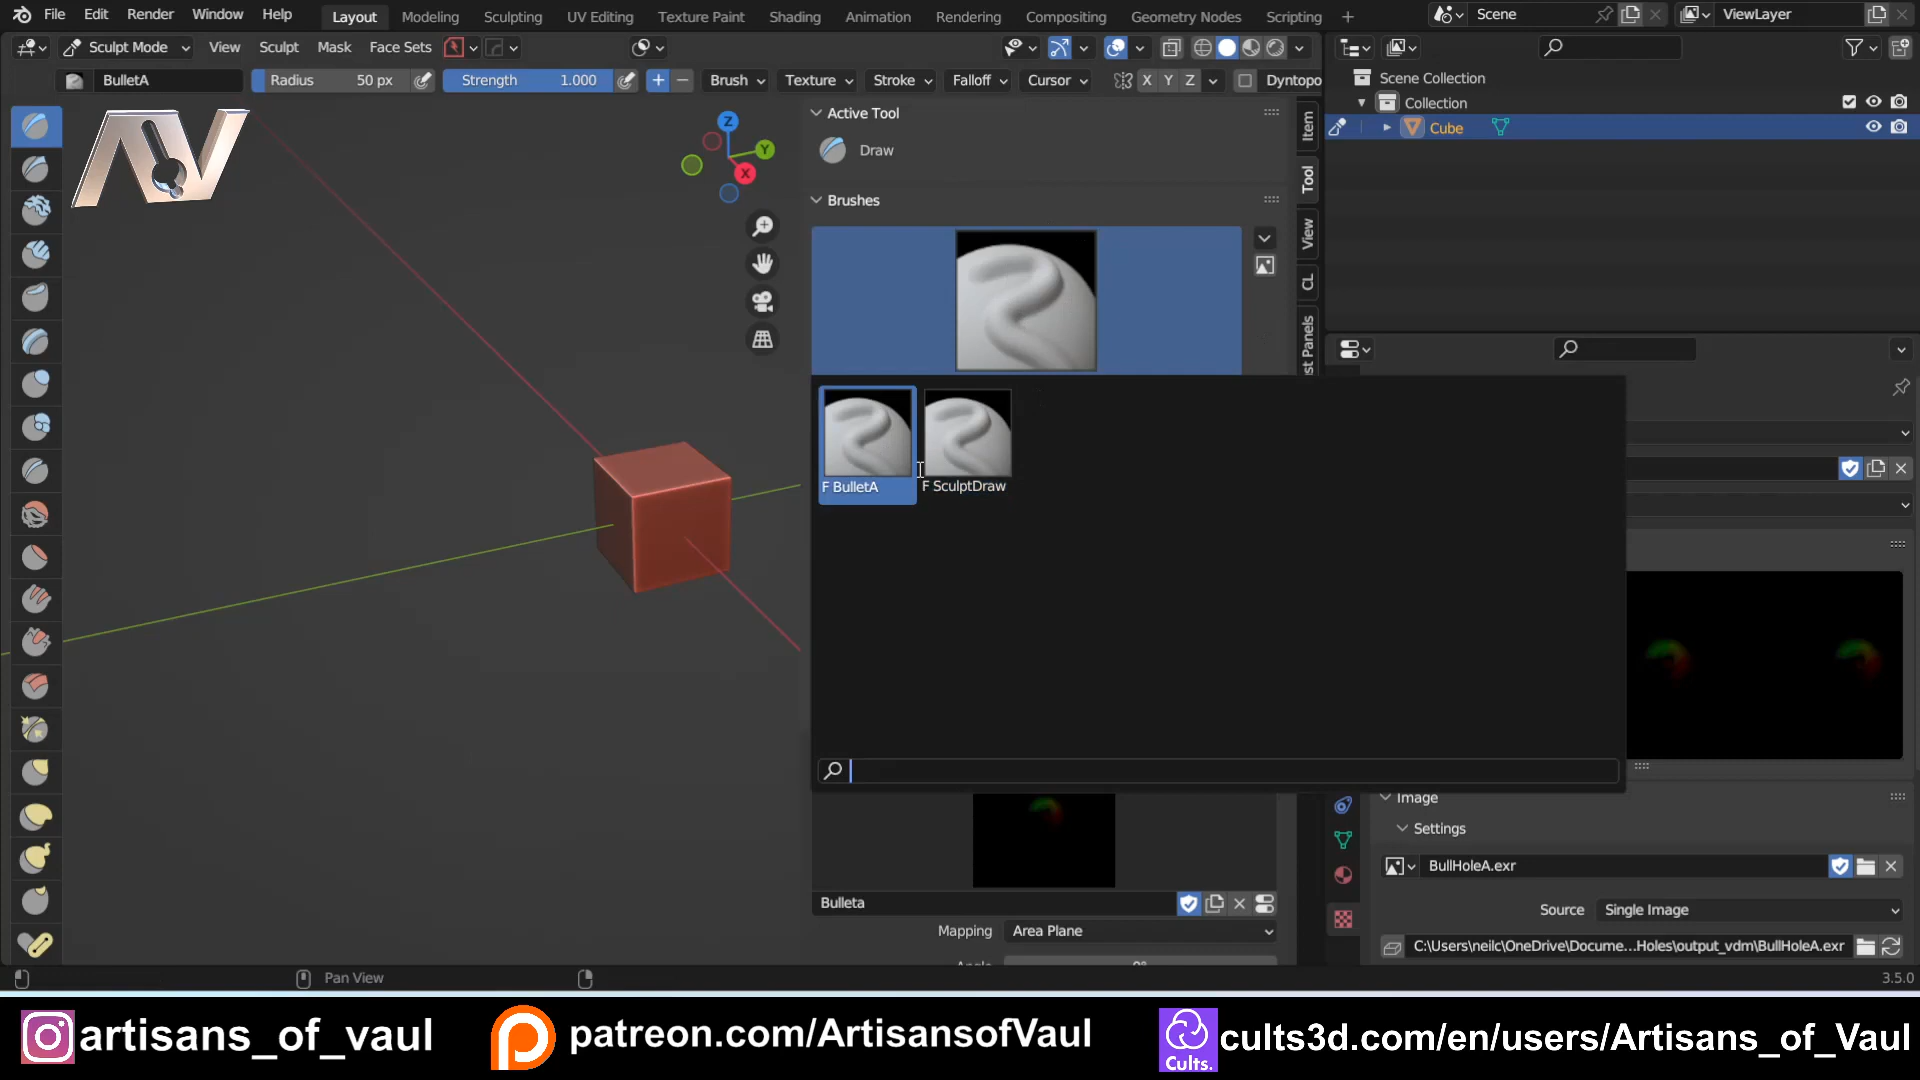 File Edit Render Window Help Layout Modeling Sculpting UV Editing Texture Paint Shading Animation Rendering Compositing Geometry Nodes Scripting Scene ViewLayer
Sculpt Mode View Sculpt Mask Face Sets
BulletA Radius 50 px Strength 1.000 Brush Texture Stroke Falloff Cursor X Y Z Dyntopo
Scene Collection
Collection
Cube
Active Tool
Draw
Brushes
Item
Tool
View
CL
st Panels
Z
Y
X
F BulletA F SculptDraw
Image
Settings
BullHoleA.exr
Bulleta
Source Single Image
Mapping Area Plane
C:\Users\neilc\OneDrive\Docume...Holes\output_vdm\BullHoleA.exr
Pan View 3.5.0
artisans_of_vaul patreon.com/ArtisansofVaul cults3d.com/en/users/Artisans_of_Vaul
Cults.